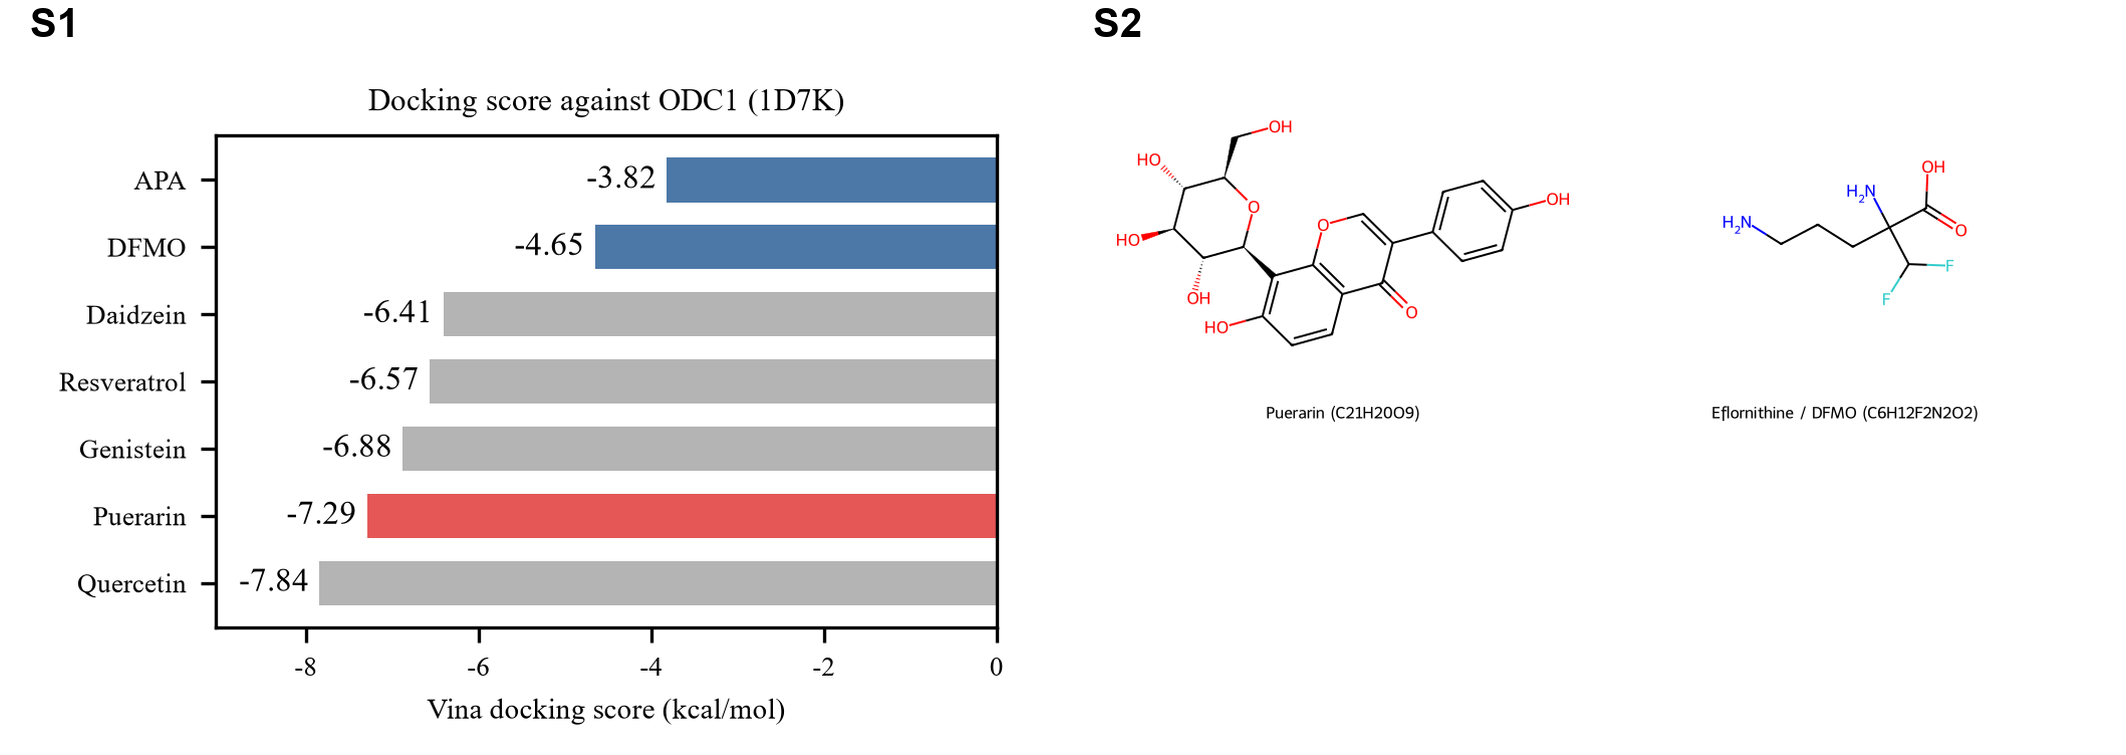 S1
Docking score against ODC1 (1D7K)
APA
-3.82
DFMO
-4.65
Daidzein
-6.41
Resveratrol
-6.57
Genistein
-6.88
Puerarin
-7.29
Quercetin
-7.84
-8 -6 -4 -2 0
Vina docking score (kcal/mol)
S2
OH
HO
O
HO
OH
HO
O
O
OH
Puerarin (C21H20O9)
H2N
H2N
OH
O
F
F
Eflornithine / DFMO (C6H12F2N2O2)